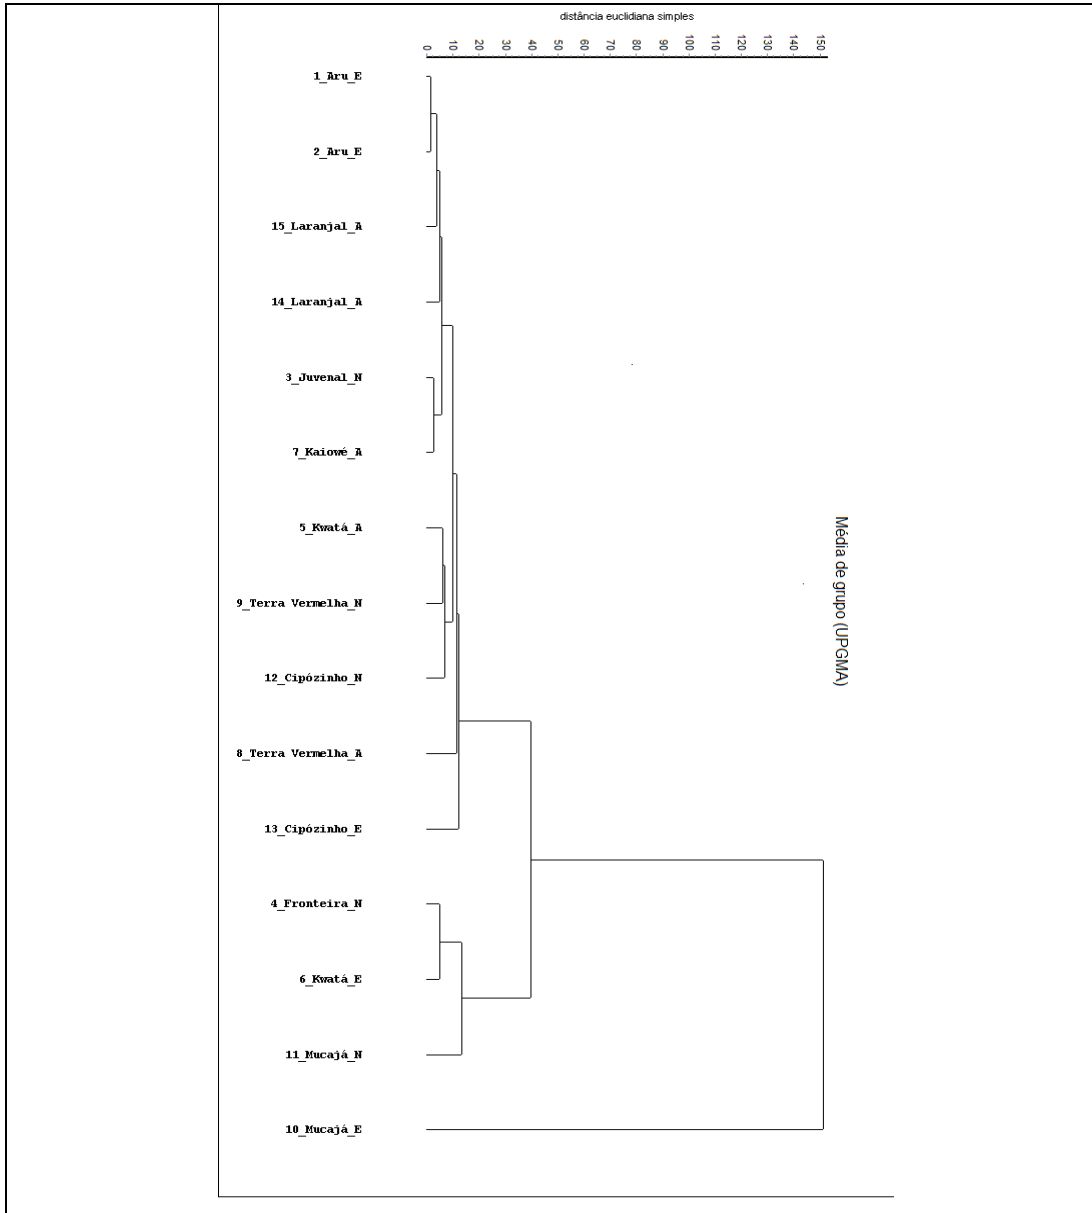 distância euclidiana simples
0 10 20 30 40 50 60 70 80 90 100 110 120 130 140 150
1_Aru_E
2_Aru_E
15_Laranjal_A
14_Laranjal_A
3_Juvenal_N
7_Kaiowé_A
5_Kwatá_A
9_Terra Vermelha_N
12_Cipózinho_N
8_Terra Vermelha_A
13_Cipózinho_E
4_Fronteira_N
6_Kwatá_E
11_Mucajá_N
10_Mucajá_E
Média de grupo (UPGMA)